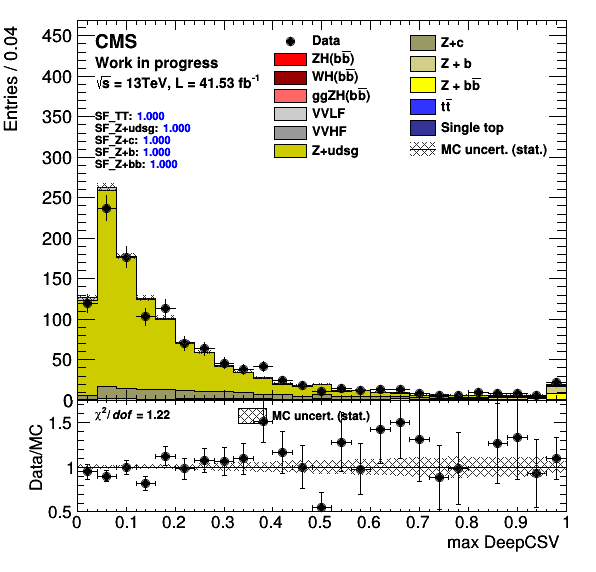 CMS
Work in progress
√s = 13TeV, L = 41.53 fb⁻¹
SF_TT: 1.000
SF_Z+udsg: 1.000
SF_Z+c: 1.000
SF_Z+b: 1.000
SF_Z+bb: 1.000
Data
ZH(bb̅)
WH(bb̅)
ggZH(bb̅)
VVLF
VVHF
Z+udsg
Z+c
Z + b
Z + bb̅
tt̅
Single top
MC uncert. (stat.)
Entries / 0.04
450
400
350
300
250
200
150
100
50
0
χ²/ dof = 1.22
MC uncert. (stat.)
Data/MC
1.5
1
0.5
0 0.1 0.2 0.3 0.4 0.5 0.6 0.7 0.8 0.9 1
max DeepCSV